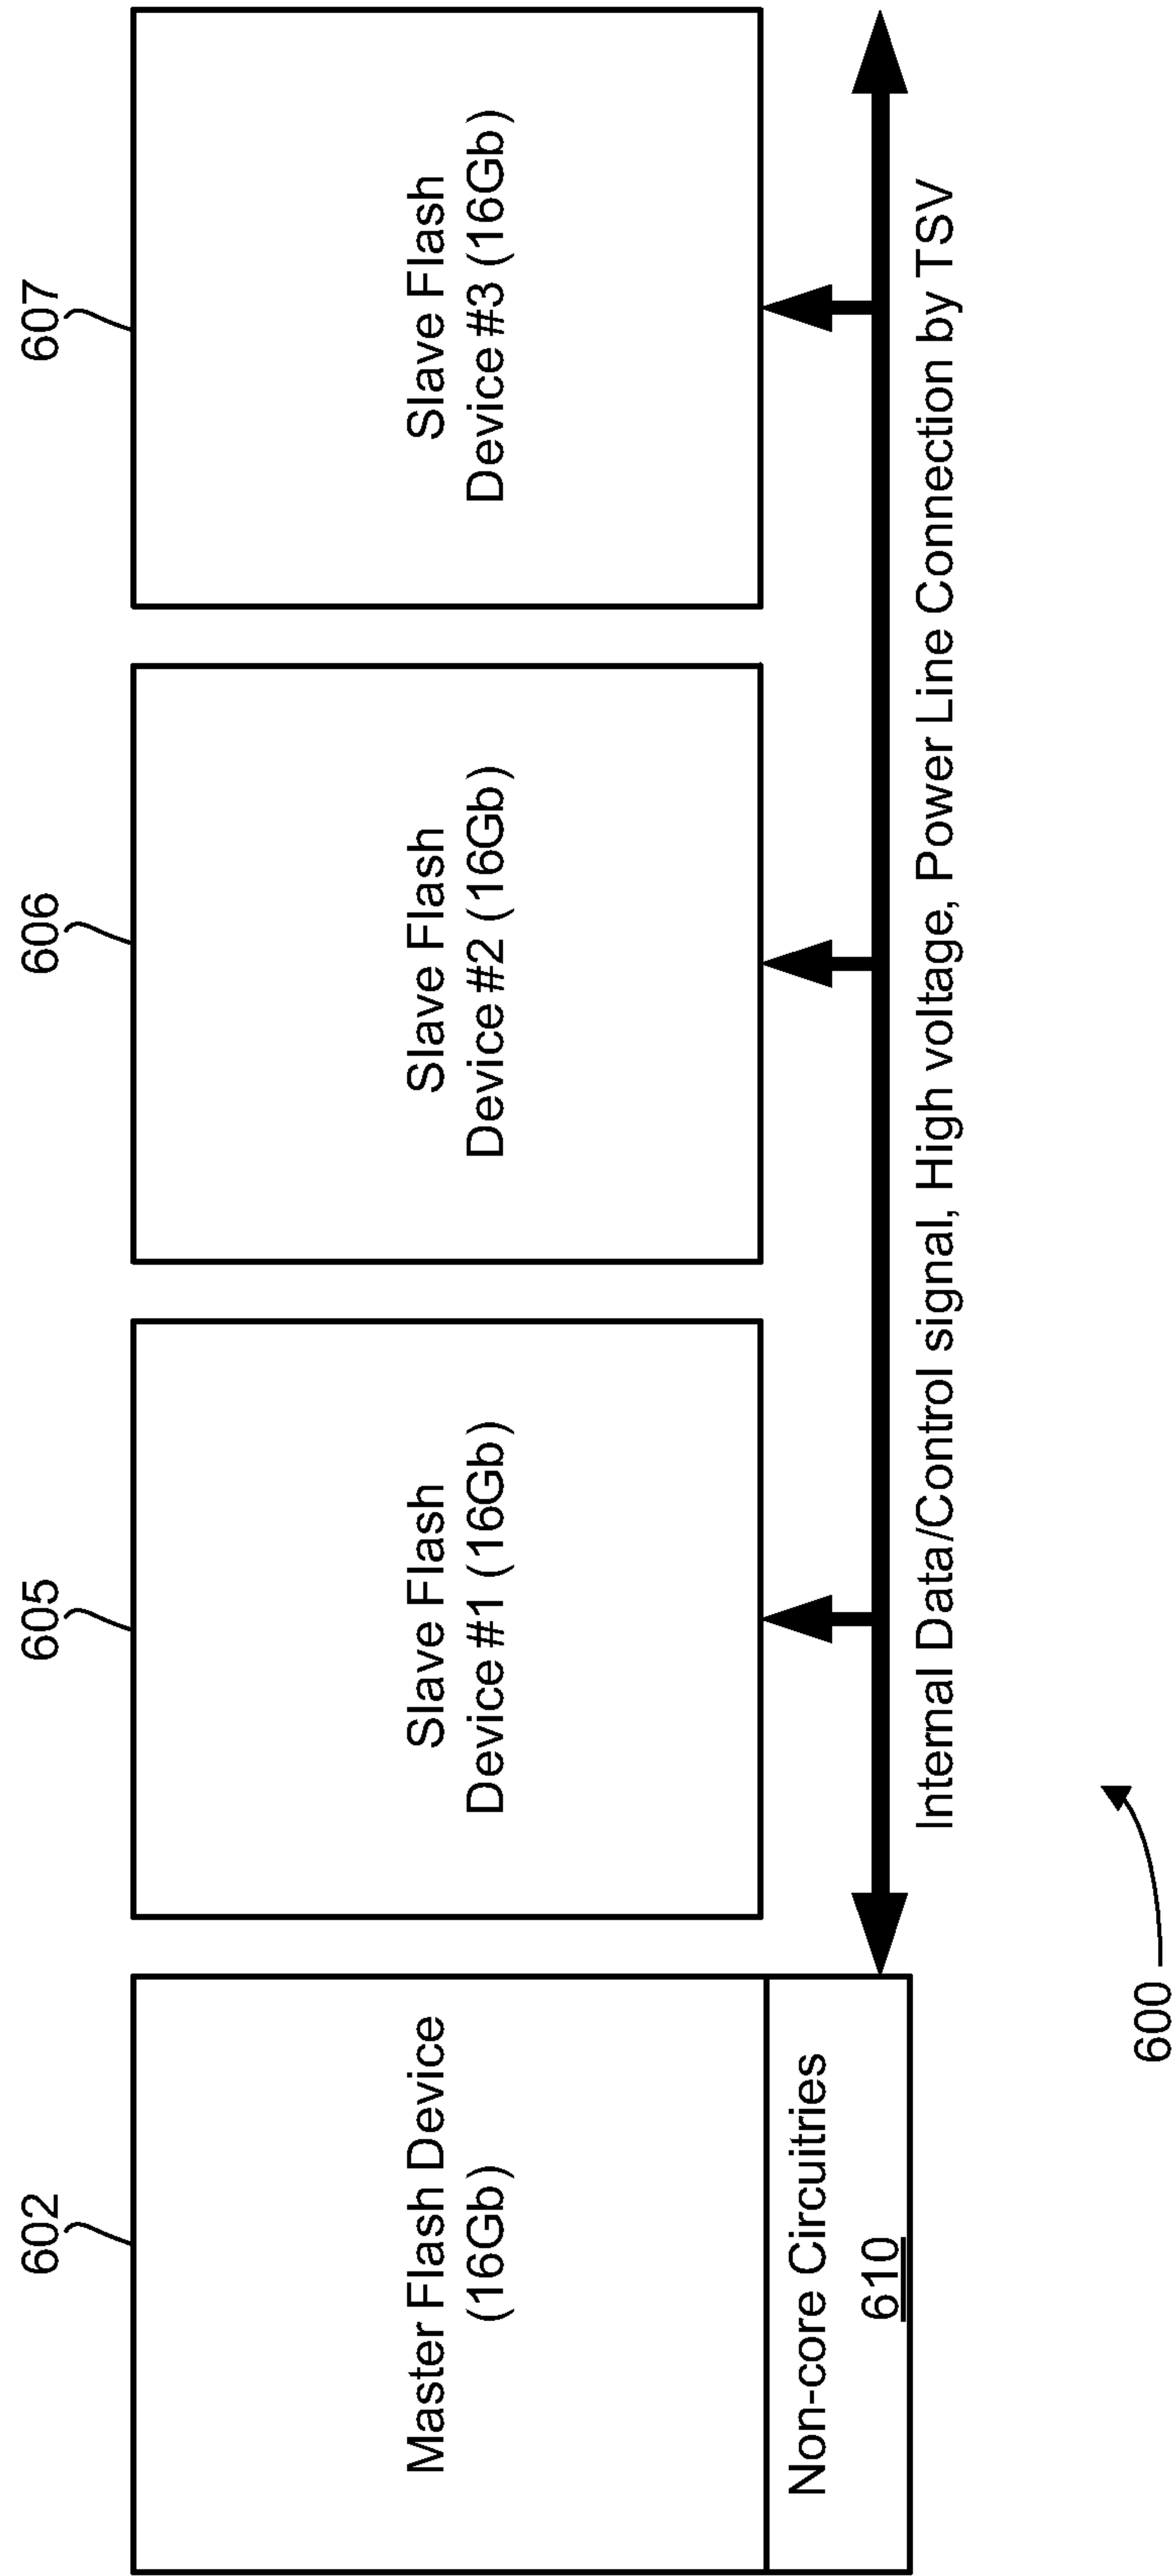 602
605
606
607
Master Flash Device
(16Gb)
Slave Flash
Device #1 (16Gb)
Slave Flash
Device #2 (16Gb)
Slave Flash
Device #3 (16Gb)
Non-core Circuitries
610
Internal Data/Control signal, High voltage, Power Line Connection by TSV
600